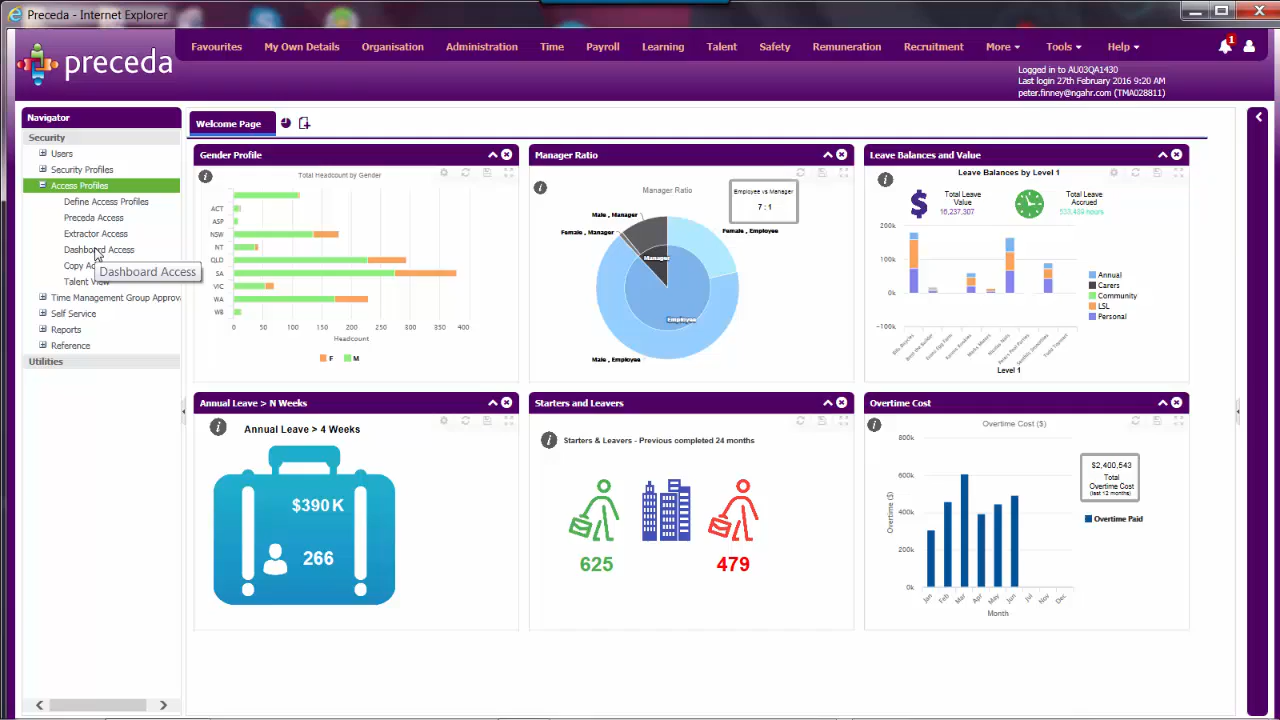 Preceda - Internet Explorer
preceda
Favourites
My Own Details
Organisation
Administration
Time
Payroll
Learning
Talent
Safety
Remuneration
Recruitment
More
Tools
Help
1
Logged in to AU03QA1430
Last login 27th February 2016 9:20 AM
peter.finney@ngahr.com (TMA028811)
Navigator
Security
Users
Security Profiles
Access Profiles
Define Access Profiles
Preceda Access
Extractor Access
Dashboard Access
Copy Ac
Dashboard Access
Talent View
Time Management Group Approva
Self Service
Reports
Reference
Utilities
Welcome Page
Gender Profile
Total Headcount by Gender
ACT
ASP
NSW
NT
QLD
SA
VIC
WA
WB
0
50
100
150
200
250
300
350
400
Headcount
F
M
Manager Ratio
Manager Ratio
Employee vs Manager
7 : 1
Male , Manager
Female , Manager
Female , Employee
Manager
Employee
Male , Employee
Leave Balances and Value
Leave Balances by Level 1
Total Leave
Value
16,237,307
Total Leave
Accrued
200k
100k
0k
−100k
Annual
Carers
Community
LSL
Personal
Level 1
Annual Leave > N Weeks
Annual Leave > 4 Weeks
$390 K
266
Starters and Leavers
Starters & Leavers - Previous completed 24 months
625
479
Overtime Cost
Overtime Cost ($)
800k
600k
400k
200k
0k
Overtime ($)
$2,400,543
Total
Overtime Cost
(last 12 months)
Overtime Paid
Jan
Feb
Mar
Apr
May
Jun
Jul
Nov
Dec
Month